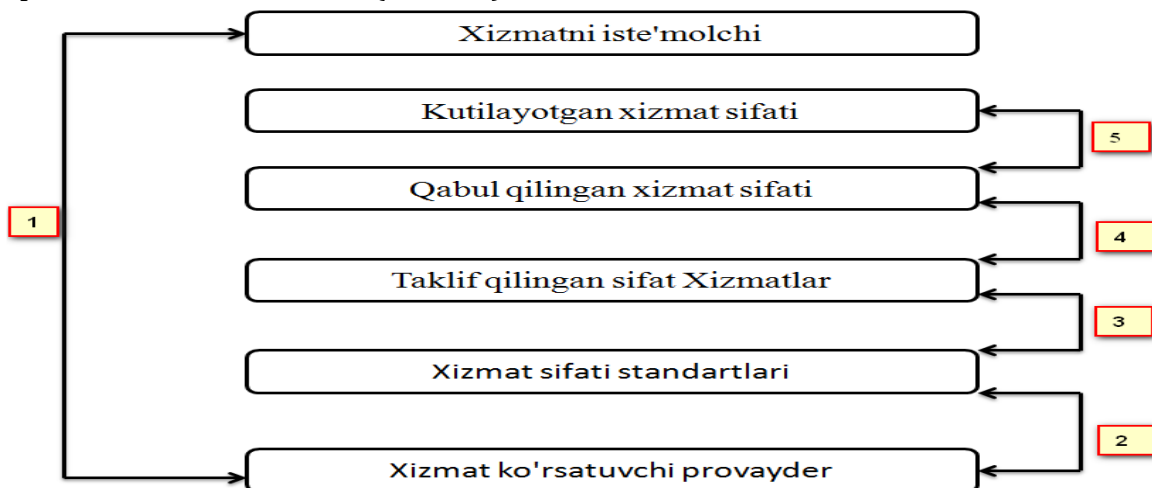 Xizmatni iste'molchi
Kutilayotgan xizmat sifati
5
Qabul qilingan xizmat sifati
1
4
Taklif qilingan sifat Xizmatlar
3
Xizmat sifati standartlari
2
Xizmat ko'rsatuvchi provayder